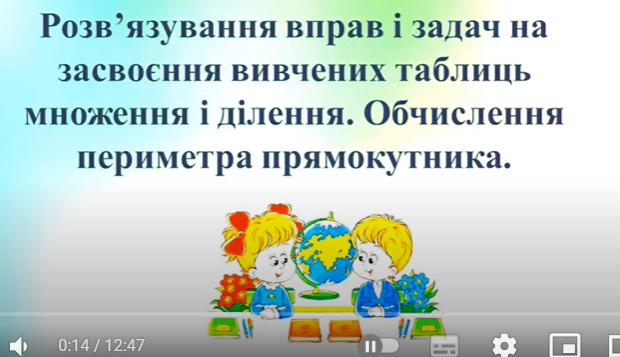 Розв’язування вправ і задач на
засвоєння вивчених таблиць
множення і ділення. Обчислення
периметра прямокутника.
0:14 / 12:47